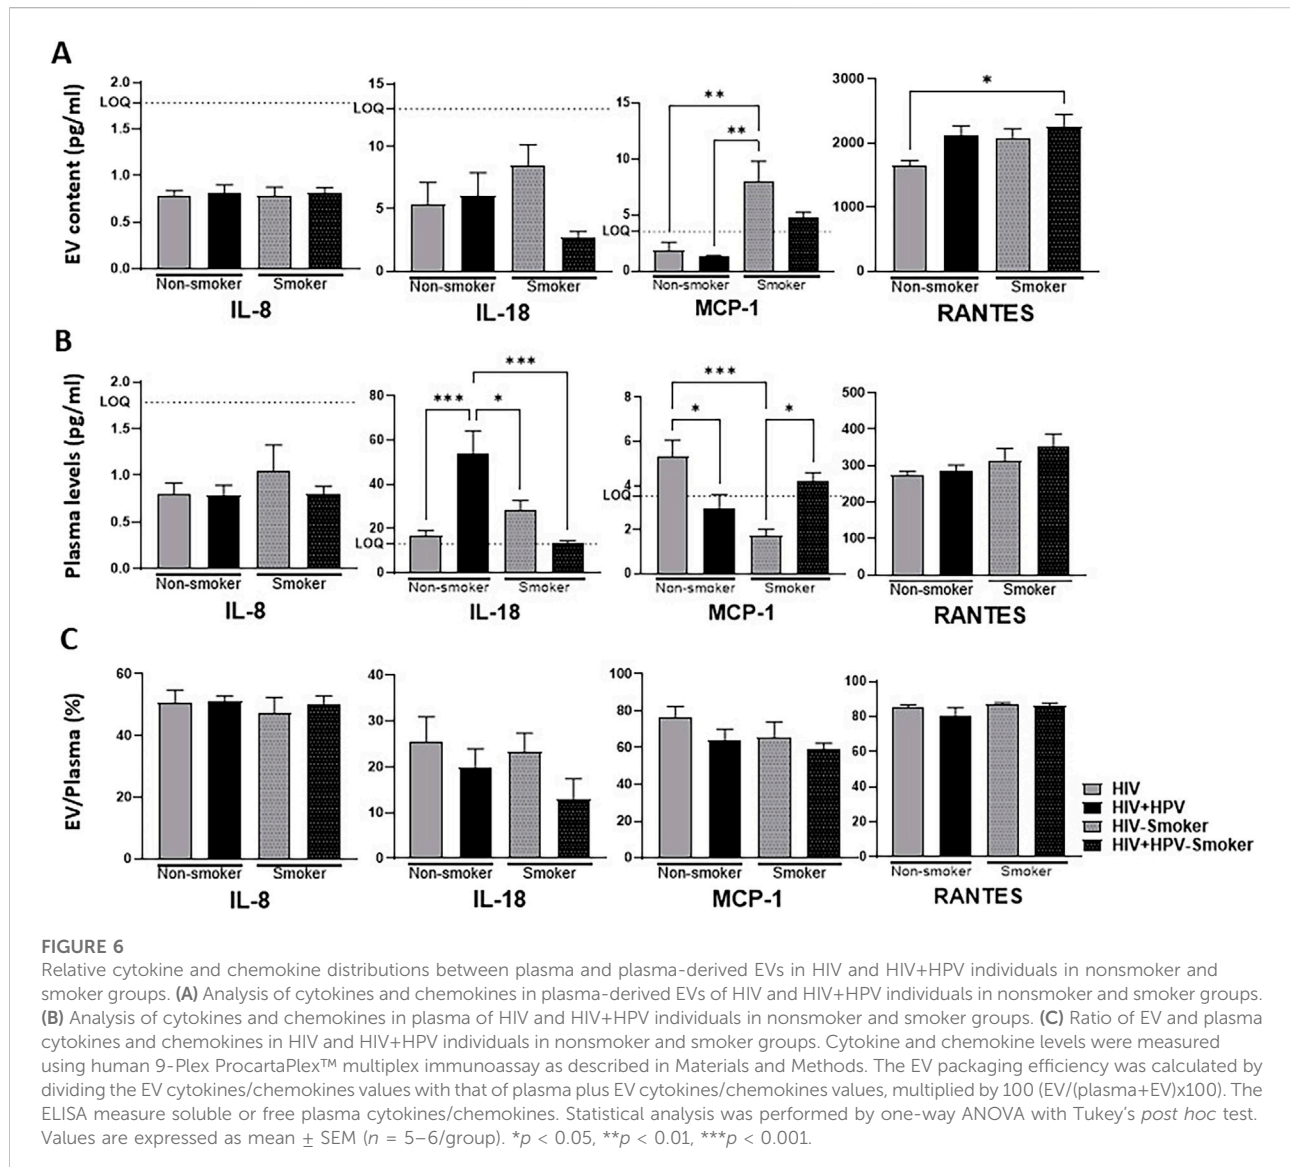 A
EV content (pg/ml)
2.0
LOQ
1.5
1.0
0.5
0.0
Non-smoker Smoker
IL-8
15
LOQ
10
5
0
Non-smoker Smoker
IL-18
15
10
5
LOQ
0
**
**
Non-smoker Smoker
MCP-1
3000
2000
1000
0
*
Non-smoker Smoker
RANTES
B
Plasma levels (pg/ml)
2.0
LOQ
1.5
1.0
0.5
0.0
Non-smoker Smoker
IL-8
80
60
40
20
LOQ
0
***
*** *
Non-smoker Smoker
IL-18
8
6
4
LOQ
2
0
***
* *
Non-smoker Smoker
MCP-1
500
400
300
200
100
0
Non-smoker Smoker
RANTES
C
EV/Plasma (%)
60
40
20
0
Non-smoker Smoker
IL-8
40
30
20
10
0
Non-smoker Smoker
IL-18
100
80
60
40
20
0
Non-smoker Smoker
MCP-1
100
80
60
40
20
0
Non-smoker Smoker
RANTES
HIV
HIV+HPV
HIV-Smoker
HIV+HPV-Smoker
FIGURE 6
Relative cytokine and chemokine distributions between plasma and plasma-derived EVs in HIV and HIV+HPV individuals in nonsmoker and
smoker groups. (A) Analysis of cytokines and chemokines in plasma-derived EVs of HIV and HIV+HPV individuals in nonsmoker and smoker groups.
(B) Analysis of cytokines and chemokines in plasma of HIV and HIV+HPV individuals in nonsmoker and smoker groups. (C) Ratio of EV and plasma
cytokines and chemokines in HIV and HIV+HPV individuals in nonsmoker and smoker groups. Cytokine and chemokine levels were measured
using human 9-Plex ProcartaPlex™ multiplex immunoassay as described in Materials and Methods. The EV packaging efficiency was calculated by
dividing the EV cytokines/chemokines values with that of plasma plus EV cytokines/chemokines values, multiplied by 100 (EV/(plasma+EV)x100). The
ELISA measure soluble or free plasma cytokines/chemokines. Statistical analysis was performed by one-way ANOVA with Tukey's post hoc test.
Values are expressed as mean ± SEM (n = 5–6/group). *p < 0.05, **p < 0.01, ***p < 0.001.